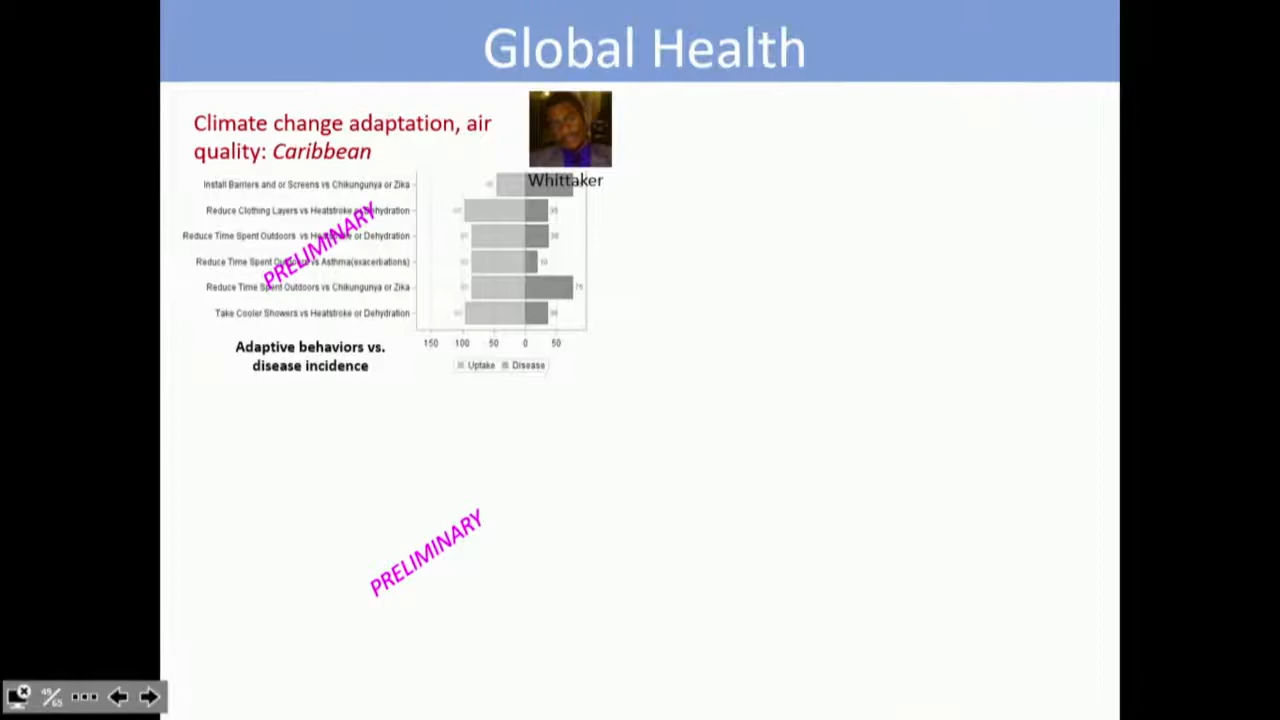 Global Health
Climate change adaptation, air
quality: Caribbean
Whittaker
Install Barriers and or Screens vs Chikungunya or Zika
Reduce Clothing Layers vs Heatstroke or Dehydration
Reduce Time Spent Outdoors vs Heatstroke or Dehydration
Reduce Time Spent Outdoors vs Asthma(exacerbations)
Reduce Time Spent Outdoors vs Chikungunya or Zika
76
Take Cooler Showers vs Heatstroke or Dehydration
PRELIMINARY
150 100 50 0 50
Uptake Disease
Adaptive behaviors vs.
disease incidence
PRELIMINARY
49/65